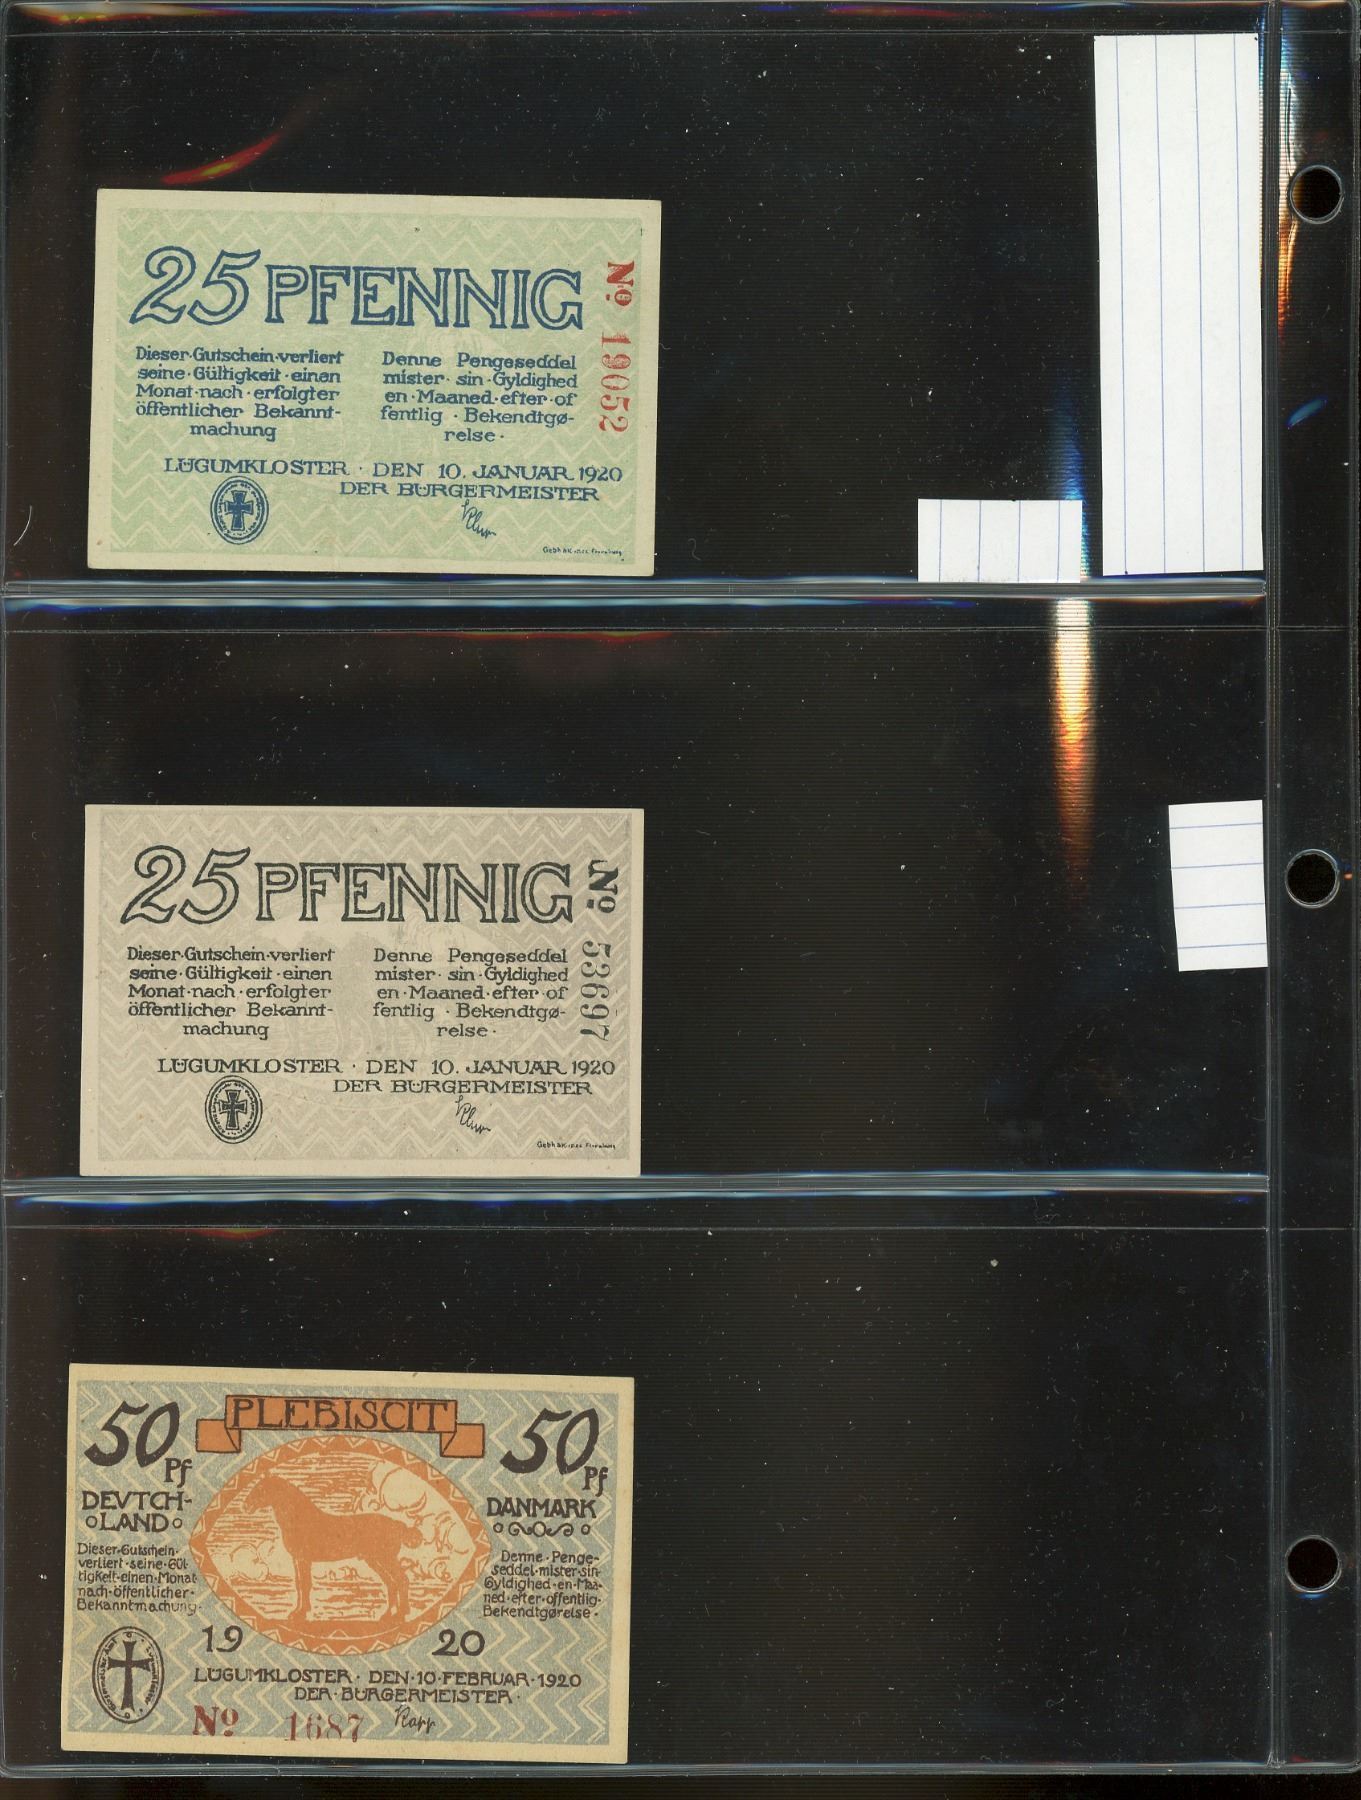 25 PFENNIG
Dieser·Gutschein·verliert
seine·Gültigkeit·einen
Monat·nach·erfolgter
öffentlicher Bekannt-
machung
Denne Pengeseddel
mister·sin·Gyldighed
en·Maaned·efter·of
fentlig·Bekendtgø-
relse·
No 19052
LÜGUMKLOSTER·DEN 10. JANUAR 1920
DER BÜRGERMEISTER
25 PFENNIG
Dieser·Gutschein·verliert
seine·Gültigkeit·einen
Monat·nach·erfolgter
öffentlicher Bekannt-
machung
Denne Pengeseddel
mister·sin·Gyldighed
en·Maaned·efter·of
fentlig·Bekendtgø-
relse·
No 53697
LÜGUMKLOSTER·DEN 10. JANUAR 1920
DER BÜRGERMEISTER
PLEBISCIT
50 Pf
DEVTCH-
LAND
Dieser·Gutschein·
verliert·seine·Gül-
tigkeit·einen·Monat
nach·öffentlicher·
Bekanntmachung·
50 Pf
DANMARK
Denne·Penge-
seddel·mister·sin·
Gyldighed·en·Maa-
ned·efter·offentlig·
Bekendtgørelse·
19 20
LÜGUMKLOSTER·DEN·10·FEBRUAR·1920
DER·BÜRGERMEISTER·
No 1687